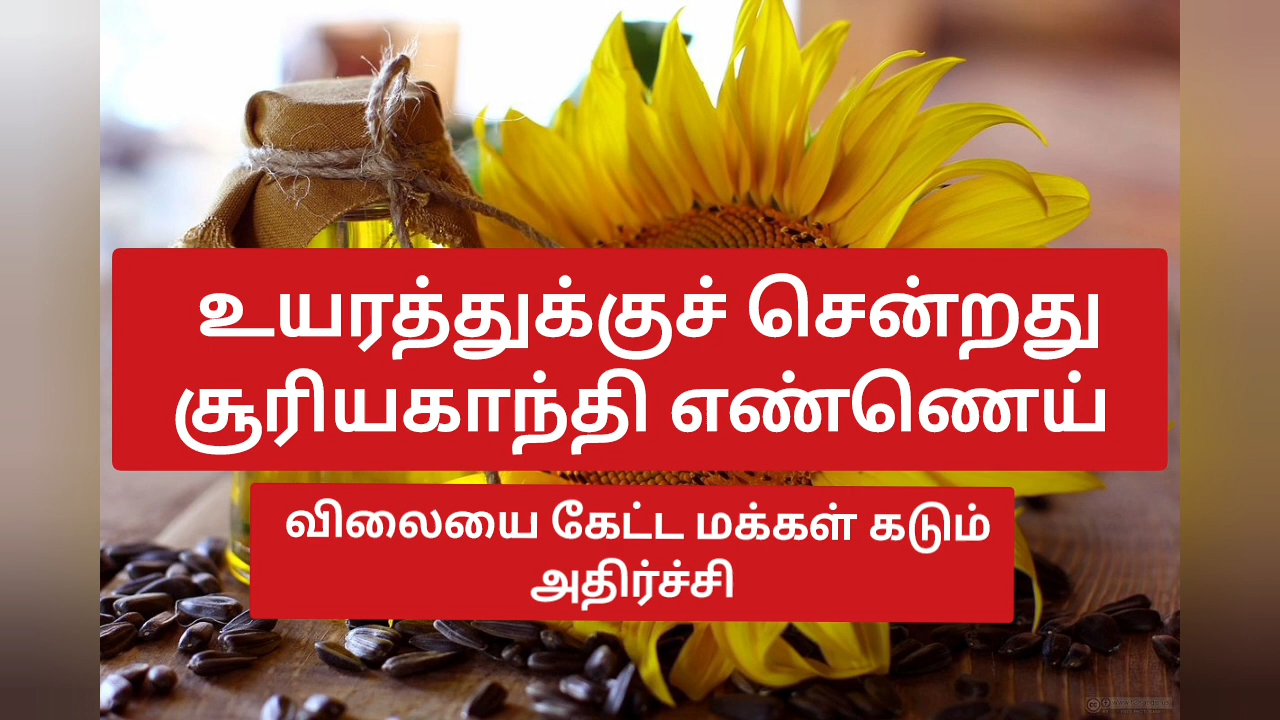 உயரத்துக்குச் சென்றது
சூரியகாந்தி எண்ணெய்
விலையை கேட்ட மக்கள் கடும்
அதிர்ச்சி